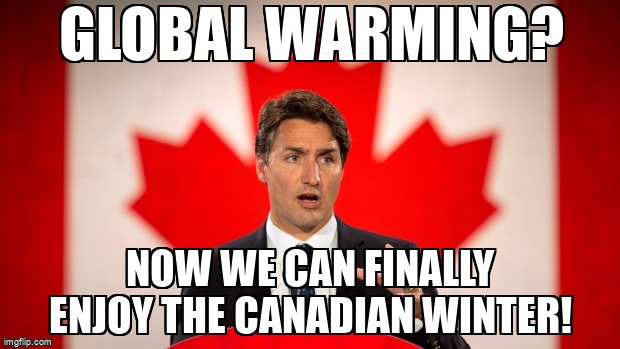 GLOBAL WARMING?
NOW WE CAN FINALLY
ENJOY THE CANADIAN WINTER!
imgflip.com